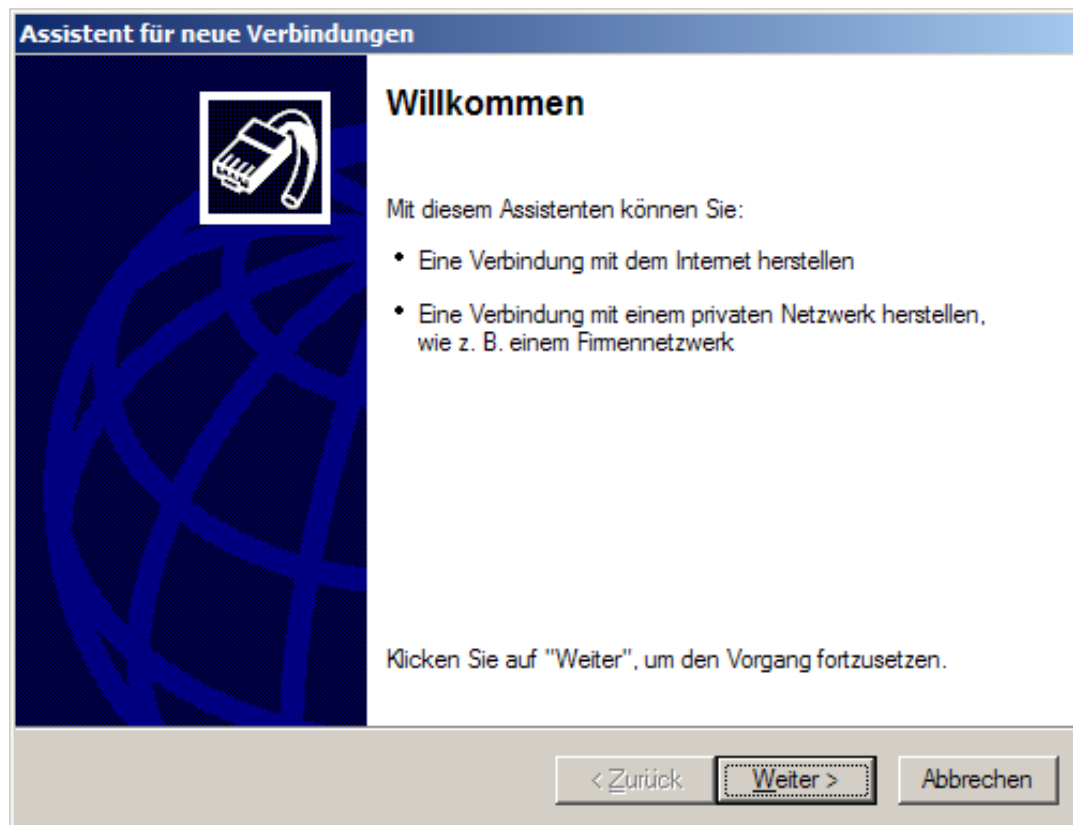 Assistent für neue Verbindungen
Willkommen
Mit diesem Assistenten können Sie:
• Eine Verbindung mit dem Internet herstellen
• Eine Verbindung mit einem privaten Netzwerk herstellen,
wie z. B. einem Firmennetzwerk
Klicken Sie auf "Weiter", um den Vorgang fortzusetzen.
< Zurück Weiter > Abbrechen